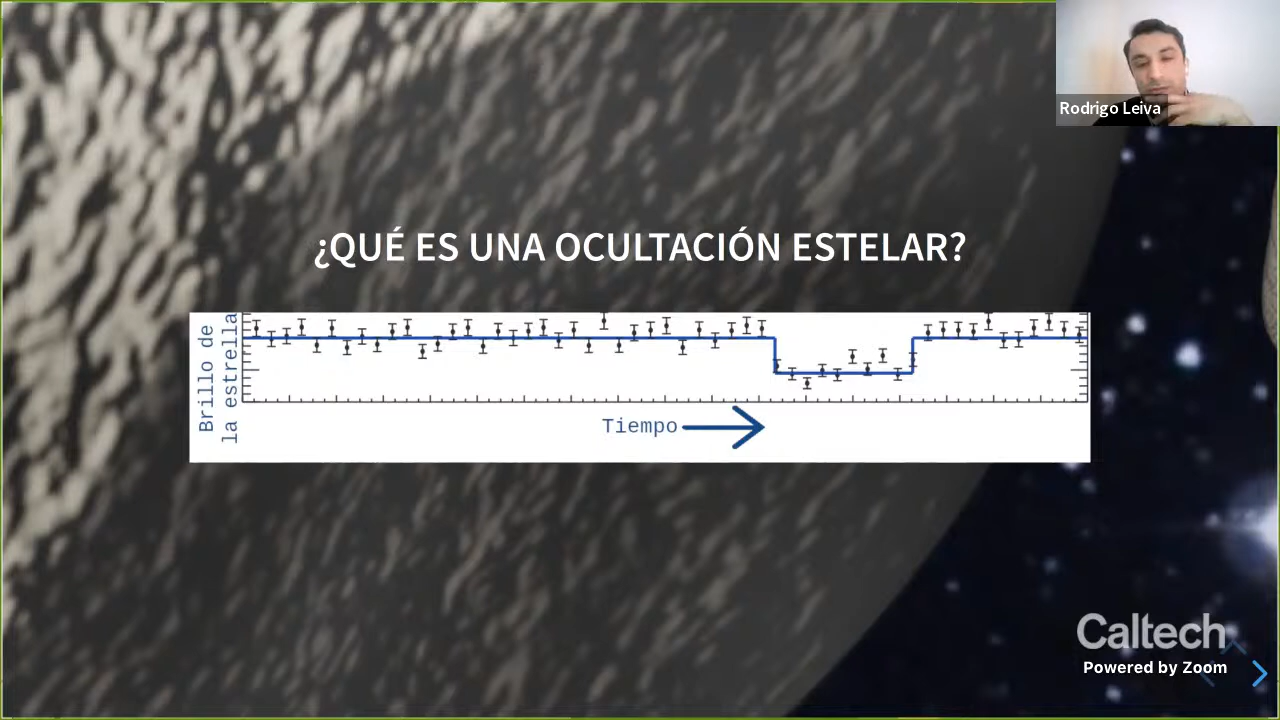 Rodrigo Leiva
¿QUÉ ES UNA OCULTACIÓN ESTELAR?
Brillo de
la estrella
Tiempo
Caltech
Powered by Zoom